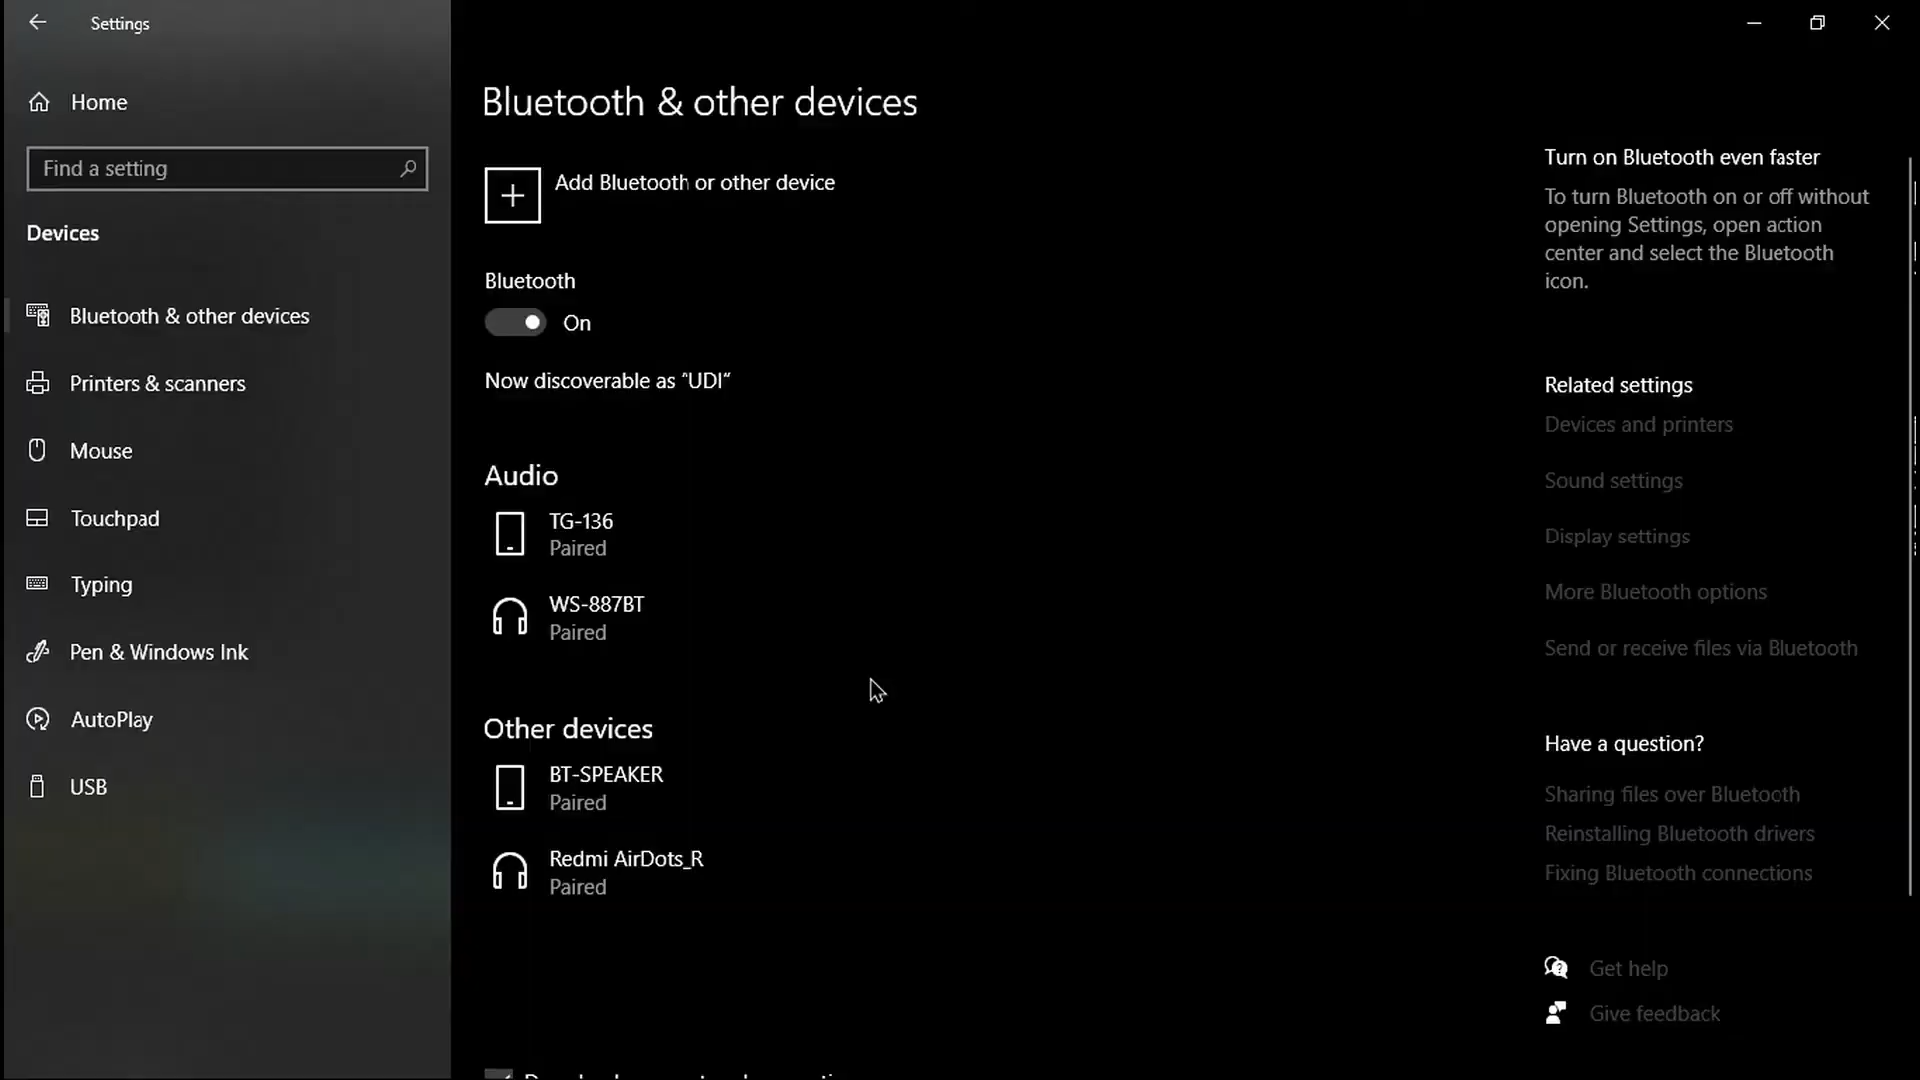 Settings
Home
Find a setting
Devices
Bluetooth & other devices
Printers & scanners
Mouse
Touchpad
Typing
Pen & Windows Ink
AutoPlay
USB
Bluetooth & other devices
Add Bluetooth or other device
Bluetooth
On
Now discoverable as "UDI"
Audio
TG-136
Paired
WS-887BT
Paired
Other devices
BT-SPEAKER
Paired
Redmi AirDots_R
Paired
Turn on Bluetooth even faster
To turn Bluetooth on or off without
opening Settings, open action
center and select the Bluetooth
icon.
Related settings
Devices and printers
Sound settings
Display settings
More Bluetooth options
Send or receive files via Bluetooth
Have a question?
Sharing files over Bluetooth
Reinstalling Bluetooth drivers
Fixing Bluetooth connections
Get help
Give feedback